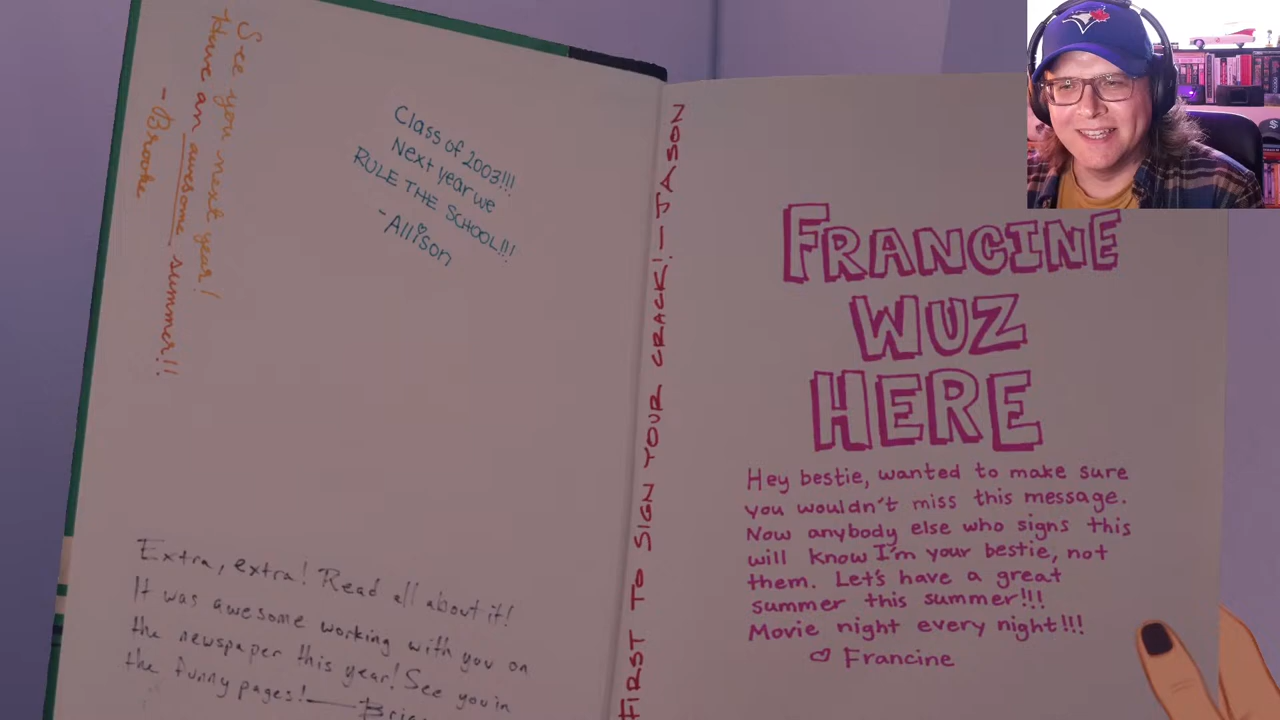 See you next year!
Have an awesome summer!!
- Brooke
Class of 2003!!!
Next year we
RULE THE SCHOOL!!!
-Allison
Extra, extra! Read all about it!
It was awesome working with you on
the newspaper this year! See you in
the funny pages!
FIRST TO SIGN YOUR CRACK! - JASON
FRANCINE
WUZ
HERE
Hey bestie, wanted to make sure
you wouldn't miss this message.
Now anybody else who signs this
will know I'm your bestie, not
them. Let's have a great
summer this summer!!!
Movie night every night!!!
♡ Francine